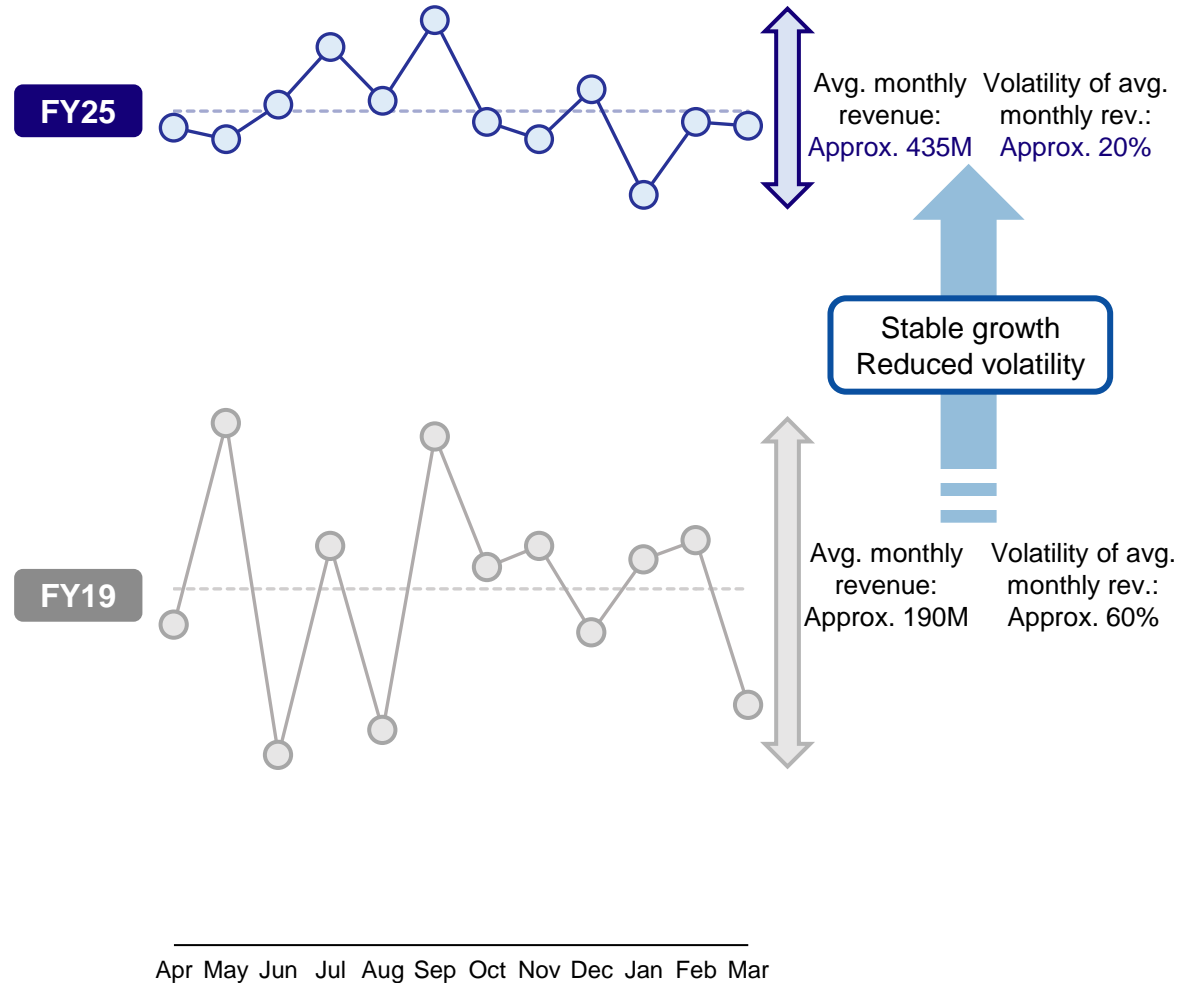 FY25
Avg. monthly
revenue:
Approx. 435M
Volatility of avg.
monthly rev.:
Approx. 20%
Stable growth
Reduced volatility
FY19
Avg. monthly
revenue:
Approx. 190M
Volatility of avg.
monthly rev.:
Approx. 60%
Apr May Jun Jul Aug Sep Oct Nov Dec Jan Feb Mar